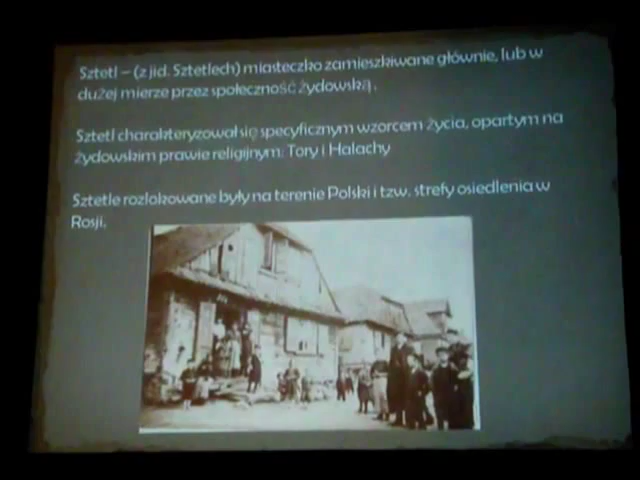 Sztetl – (z jid. Sztetlech) miasteczko zamieszkiwane głównie, lub w
dużej mierze przez społeczność żydowską.
Sztetl charakteryzował się specyficznym wzorcem życia, opartym na
żydowskim prawie religijnym: Tory i Halachy
Sztetle rozlokowane były na terenie Polski i tzw. strefy osiedlenia w
Rosji.